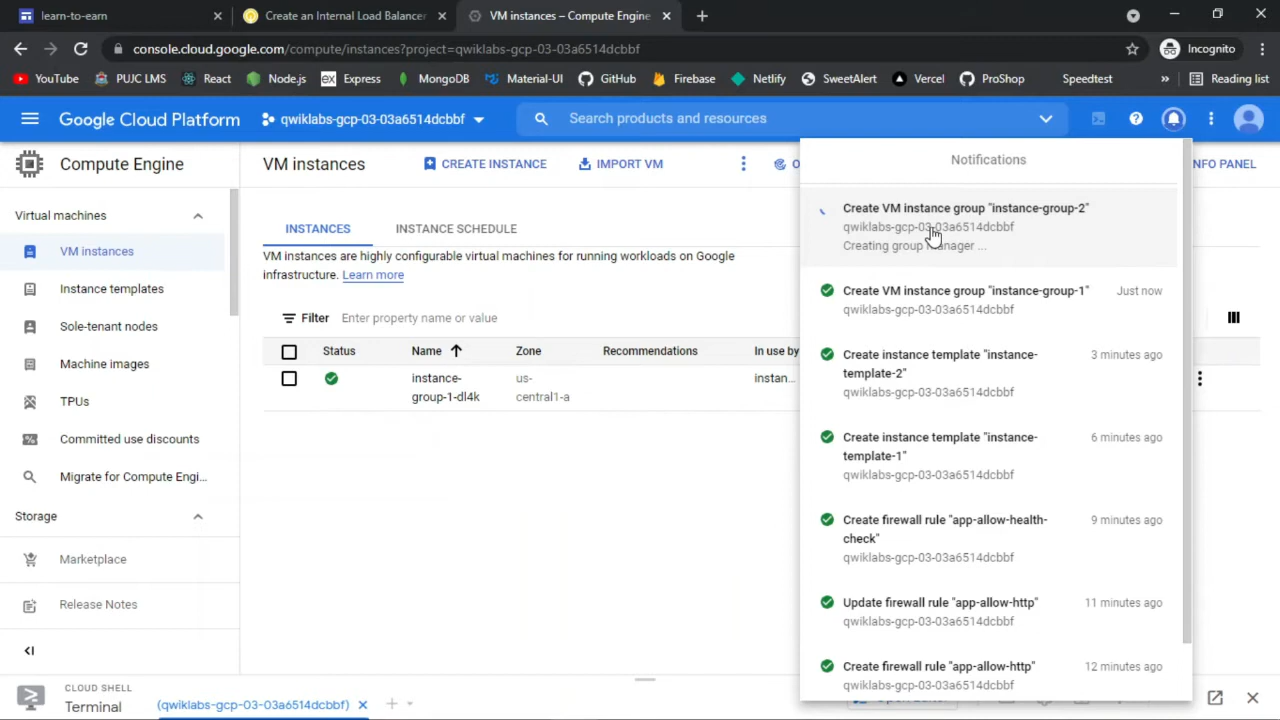 learn-to-earn
Create an Internal Load Balancer
VM instances – Compute Engine
console.cloud.google.com/compute/instances?project=qwiklabs-gcp-03-03a6514dcbbf
Incognito
YouTube
PUJC LMS
React
Node.js
ex Express
MongoDB
Material-UI
GitHub
Firebase
Netlify
SweetAlert
Vercel
ProShop
Speedtest
»
Reading list
Google Cloud Platform
qwiklabs-gcp-03-03a6514dcbbf
Search products and resources
Compute Engine
VM instances
CREATE INSTANCE
IMPORT VM
NFO PANEL
Virtual machines
VM instances
Instance templates
Sole-tenant nodes
Machine images
TPUs
Committed use discounts
Migrate for Compute Engi...
Storage
Marketplace
Release Notes
INSTANCES
INSTANCE SCHEDULE
VM instances are highly configurable virtual machines for running workloads on Google
infrastructure. Learn more
Filter
Enter property name or value
Status
Name
Zone
Recommendations
In use by
instance-
group-1-dl4k
us-
central1-a
instan...
Notifications
Create VM instance group "instance-group-2"
qwiklabs-gcp-03-03a6514dcbbf
Creating group manager ...
Create VM instance group "instance-group-1"
Just now
qwiklabs-gcp-03-03a6514dcbbf
Create instance template "instance-
template-2"
3 minutes ago
qwiklabs-gcp-03-03a6514dcbbf
Create instance template "instance-
template-1"
6 minutes ago
qwiklabs-gcp-03-03a6514dcbbf
Create firewall rule "app-allow-health-
check"
9 minutes ago
qwiklabs-gcp-03-03a6514dcbbf
Update firewall rule "app-allow-http"
11 minutes ago
qwiklabs-gcp-03-03a6514dcbbf
Create firewall rule "app-allow-http"
12 minutes ago
qwiklabs-gcp-03-03a6514dcbbf
CLOUD SHELL
Terminal
(qwiklabs-gcp-03-03a6514dcbbf)